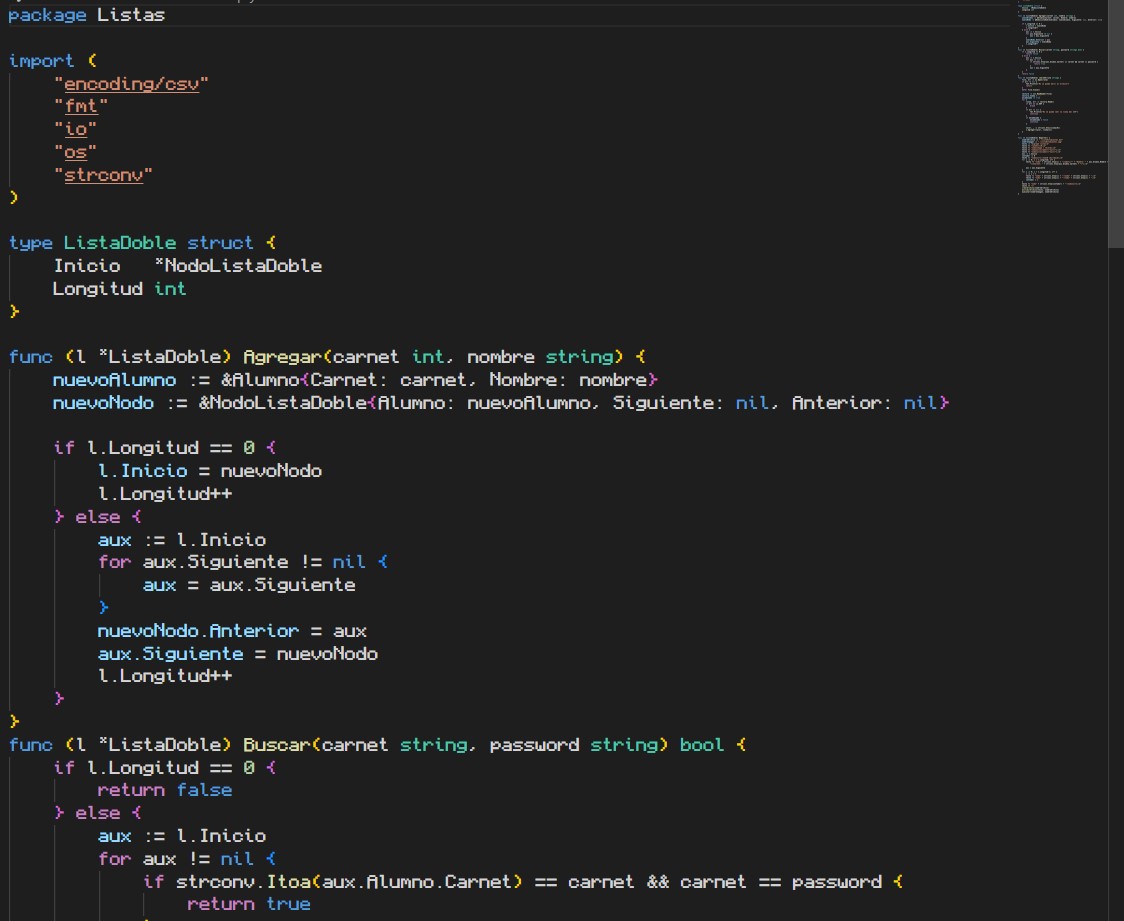 package Listas
import (
"encoding/csv"
"fmt"
"io"
"os"
"strconv"
)
type ListaDoble struct {
Inicio *NodoListaDoble
Longitud int
}
func (l *ListaDoble) Agregar(carnet int, nombre string) {
nuevoAlumno := &Alumno{Carnet: carnet, Nombre: nombre}
nuevoNodo := &NodoListaDoble{Alumno: nuevoAlumno, Siguiente: nil, Anterior: nil}
if l.Longitud == 0 {
l.Inicio = nuevoNodo
l.Longitud++
} else {
aux := l.Inicio
for aux.Siguiente != nil {
aux = aux.Siguiente
}
nuevoNodo.Anterior = aux
aux.Siguiente = nuevoNodo
l.Longitud++
}
}
func (l *ListaDoble) Buscar(carnet string, password string) bool {
if l.Longitud == 0 {
return false
} else {
aux := l.Inicio
for aux != nil {
if strconv.Itoa(aux.Alumno.Carnet) == carnet && carnet == password {
return true